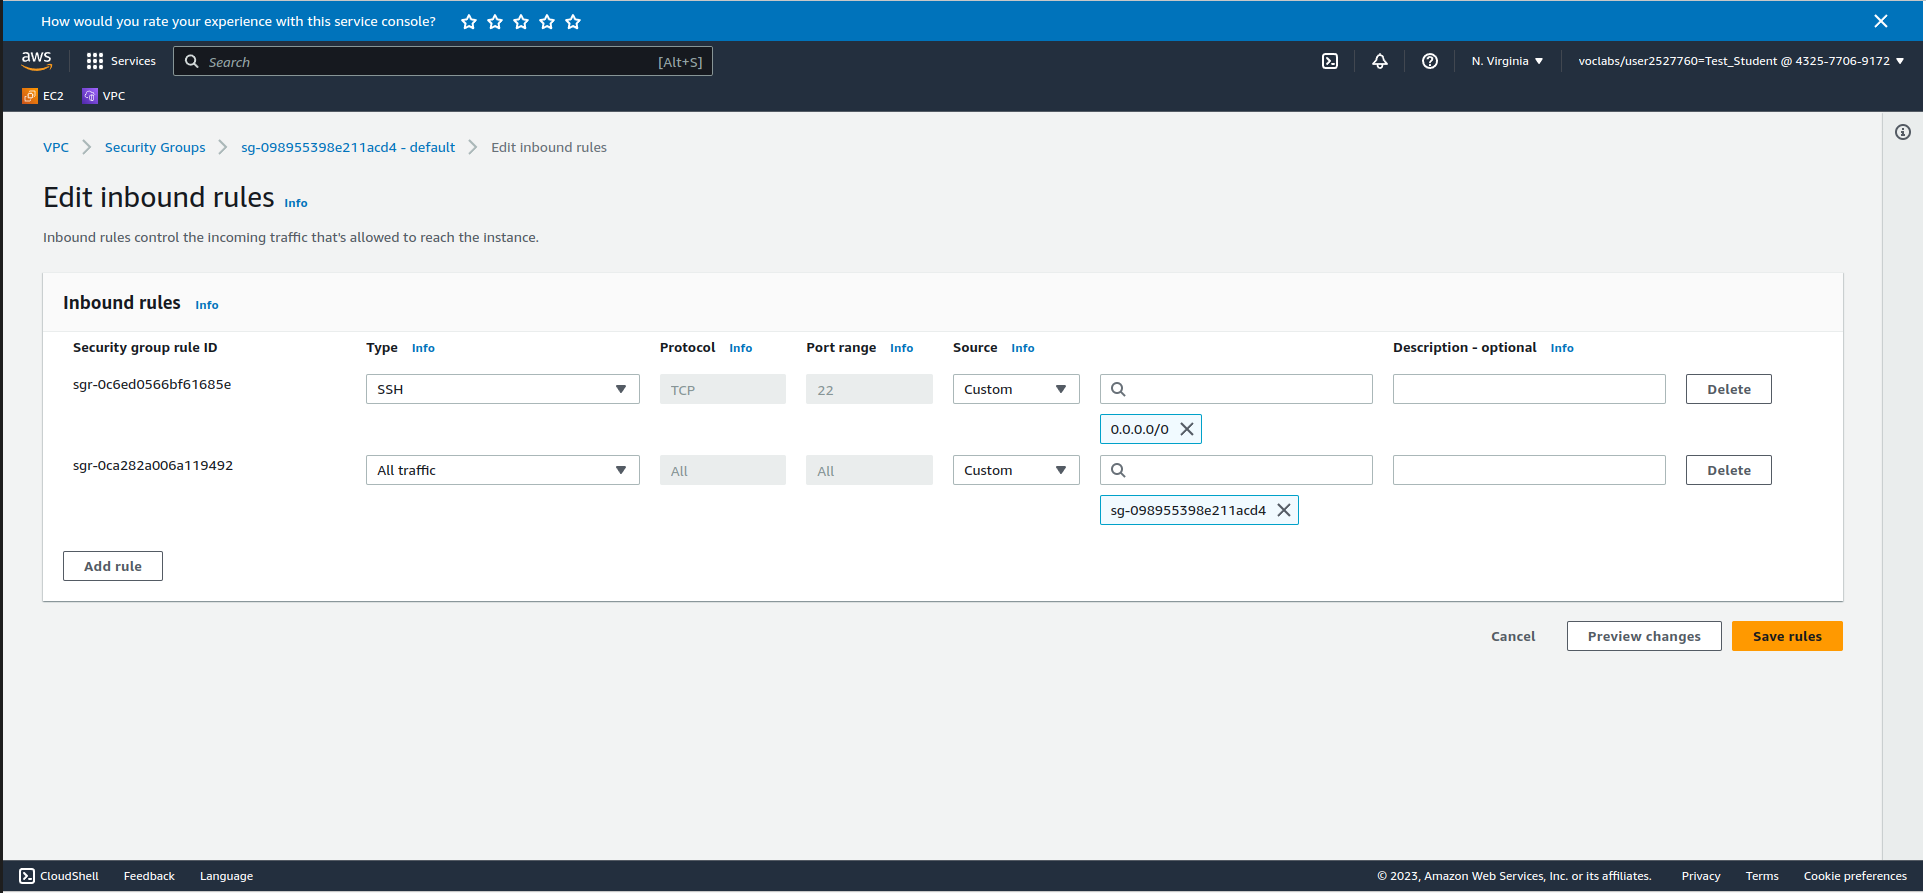 How would you rate your experience with this service console?
aws Services Search [Alt+S] N. Virginia voclabs/user2527760=Test_Student @ 4325-7706-9172
EC2 VPC
VPC Security Groups sg-098955398e211acd4 - default Edit inbound rules
Edit inbound rules Info
Inbound rules control the incoming traffic that's allowed to reach the instance.
Inbound rules Info
Security group rule ID Type Info Protocol Info Port range Info Source Info Description - optional Info
sgr-0c6ed0566bf61685e SSH TCP 22 Custom Delete
0.0.0.0/0
sgr-0ca282a006a119492 All traffic All All Custom Delete
sg-098955398e211acd4
Add rule
Cancel Preview changes Save rules
CloudShell Feedback Language © 2023, Amazon Web Services, Inc. or its affiliates. Privacy Terms Cookie preferences